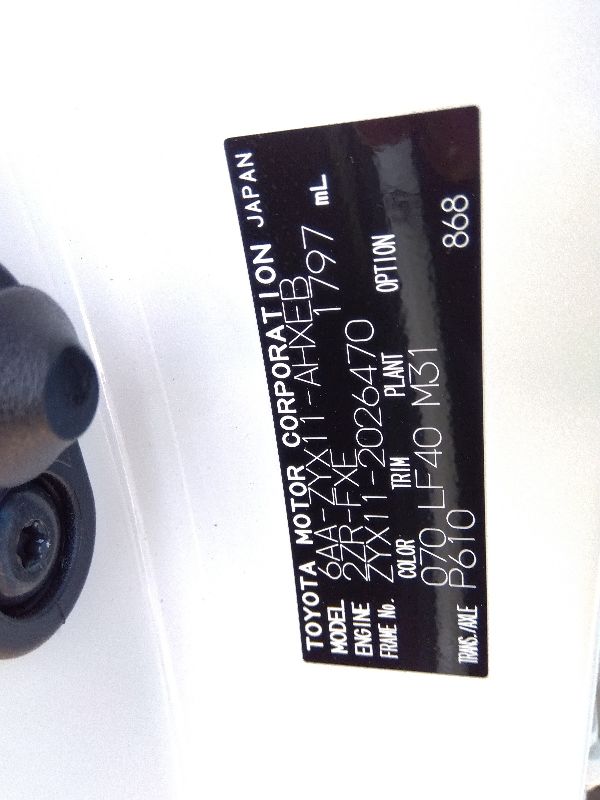 TOYOTA MOTOR CORPORATION JAPAN
MODEL 6AA-ZYX11-AHXEB
ENGINE 2ZR-FXE 1797 mL
FRAME No. ZYX11-2026470
COLOR TRIM PLANT OPTION
070 LF40 M31
TRANS./AXLE P610 868